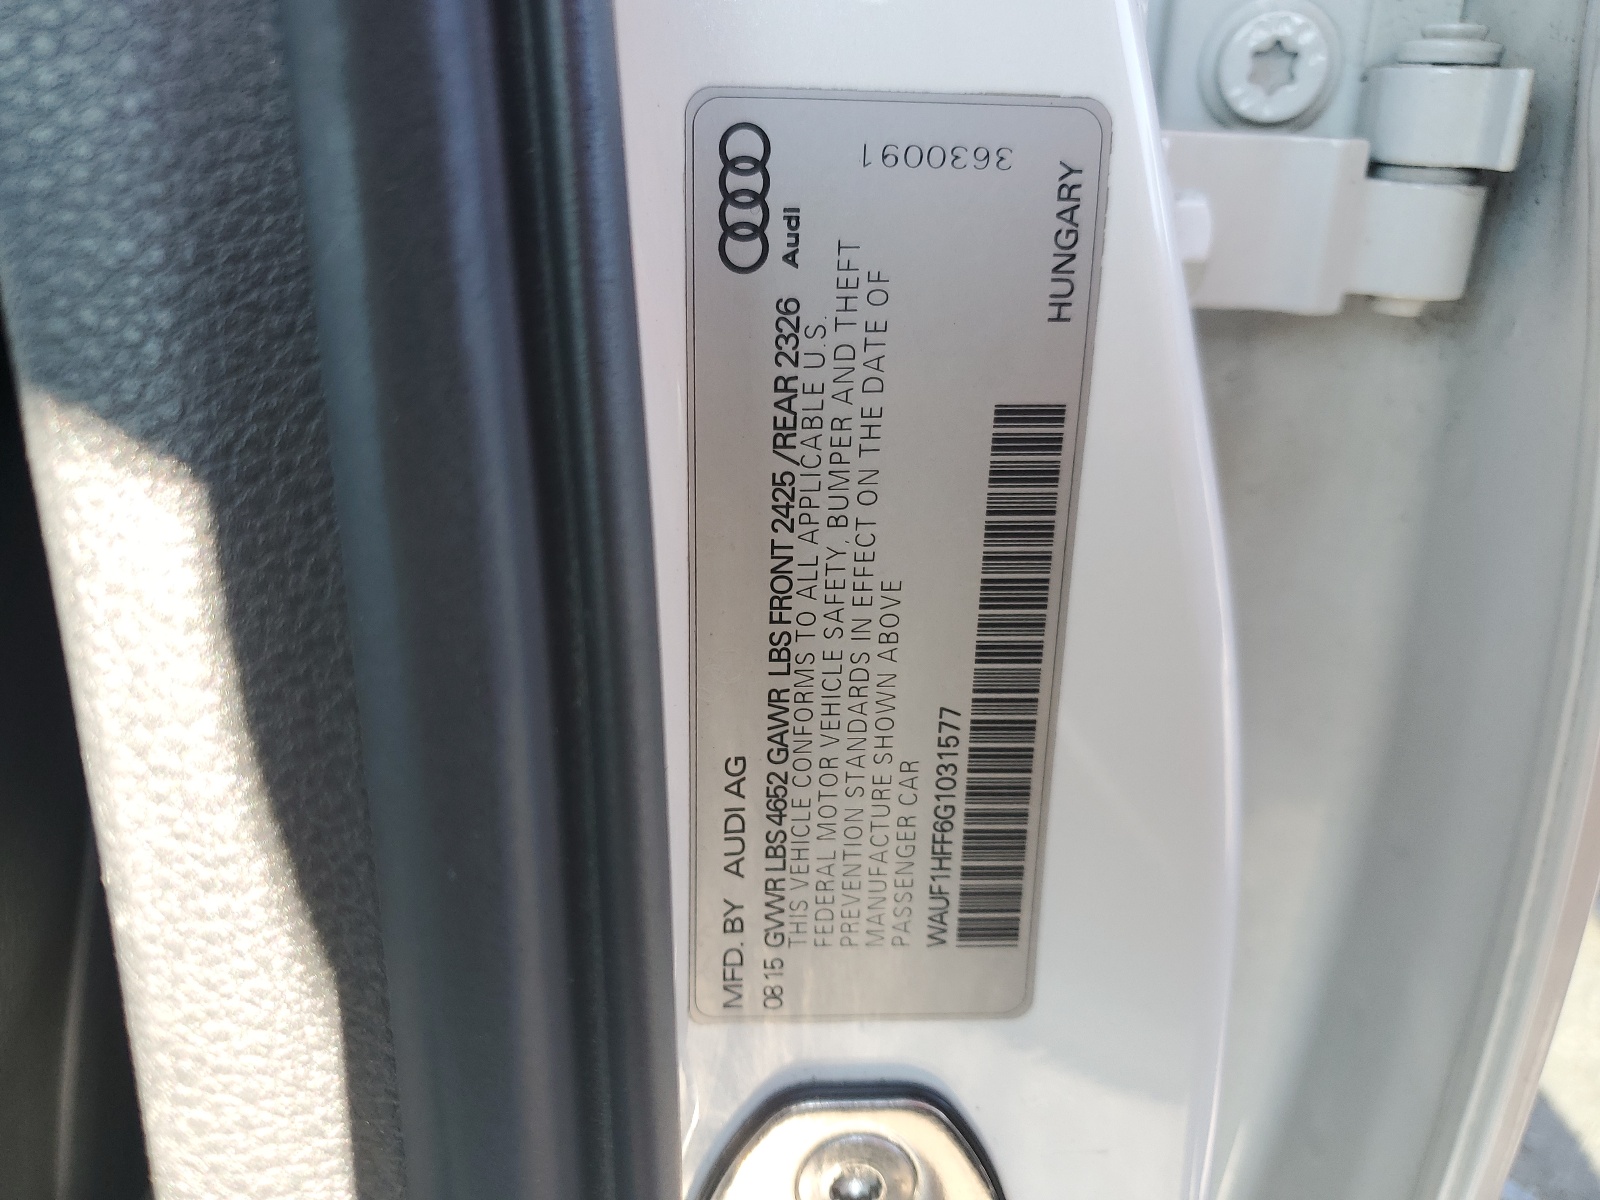 MFD. BY AUDI AG
08 15 GVWR LBS 4652 GAWR LBS FRONT 2425 /REAR 2326
Audi
THIS VEHICLE CONFORMS TO ALL APPLICABLE U.S.
FEDERAL MOTOR VEHICLE SAFETY, BUMPER AND THEFT
PREVENTION STANDARDS IN EFFECT ON THE DATE OF
MANUFACTURE SHOWN ABOVE
PASSENGER CAR
3630091
WAUF1HFF6G1031577
HUNGARY